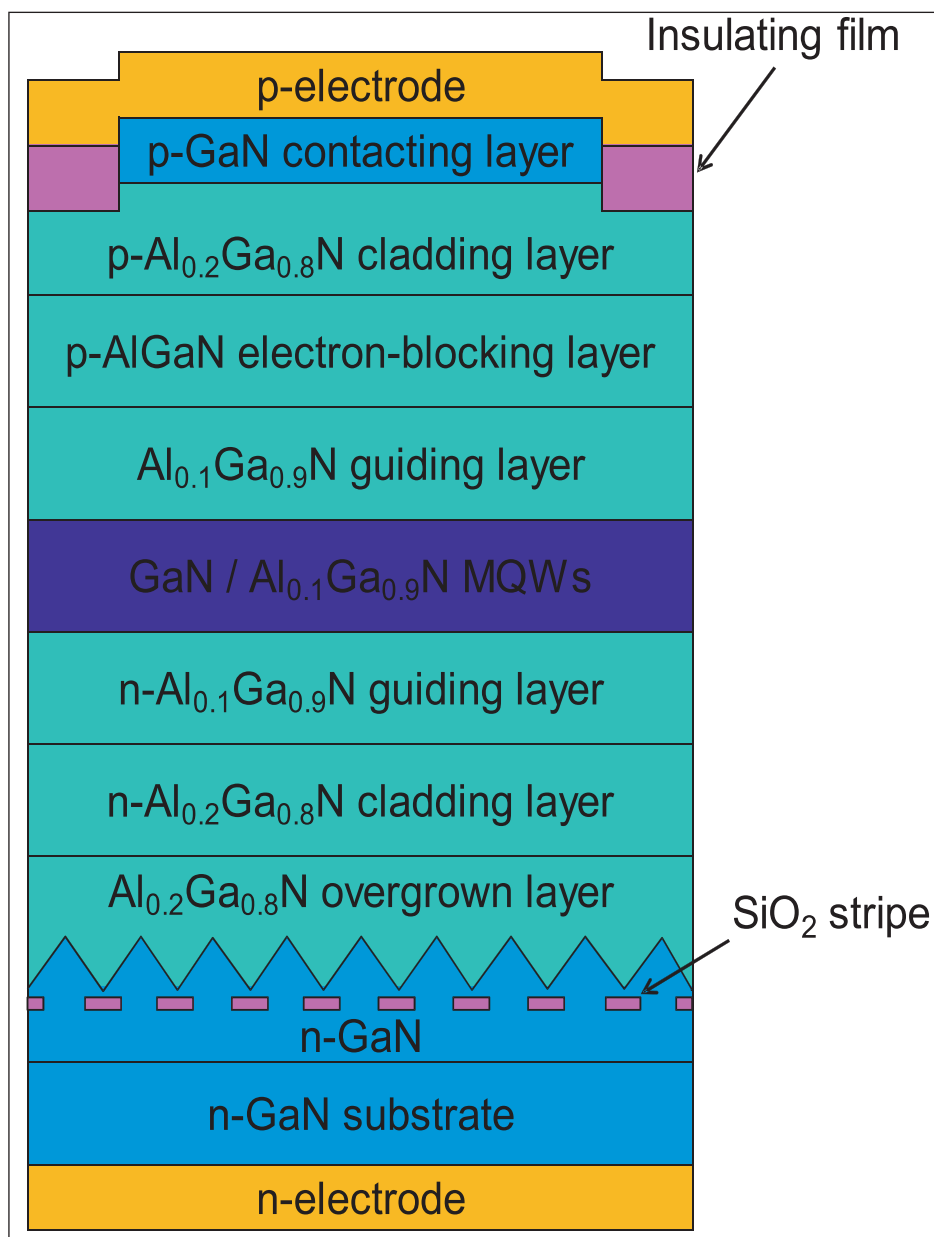 Insulating film
p-electrode
p-GaN contacting layer
p-Al₀.₂Ga₀.₈N cladding layer
p-AlGaN electron-blocking layer
Al₀.₁Ga₀.₉N guiding layer
GaN / Al₀.₁Ga₀.₉N MQWs
n-Al₀.₁Ga₀.₉N guiding layer
n-Al₀.₂Ga₀.₈N cladding layer
Al₀.₂Ga₀.₈N overgrown layer
SiO₂ stripe
n-GaN
n-GaN substrate
n-electrode